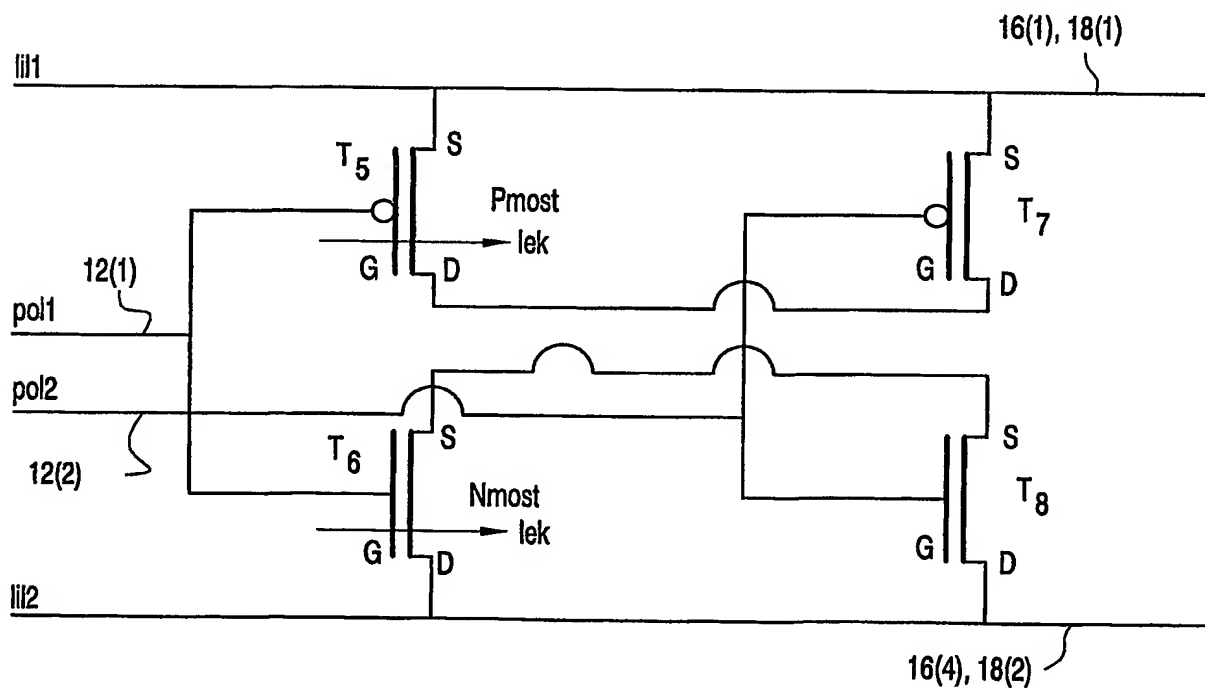 16(1), 18(1)
lil1
S
T5
Pmost
lek
G
D
S
T7
G
D
12(1)
pol1
pol2
12(2)
T6
S
Nmost
lek
G
D
S
T8
G
D
lil2
16(4), 18(2)